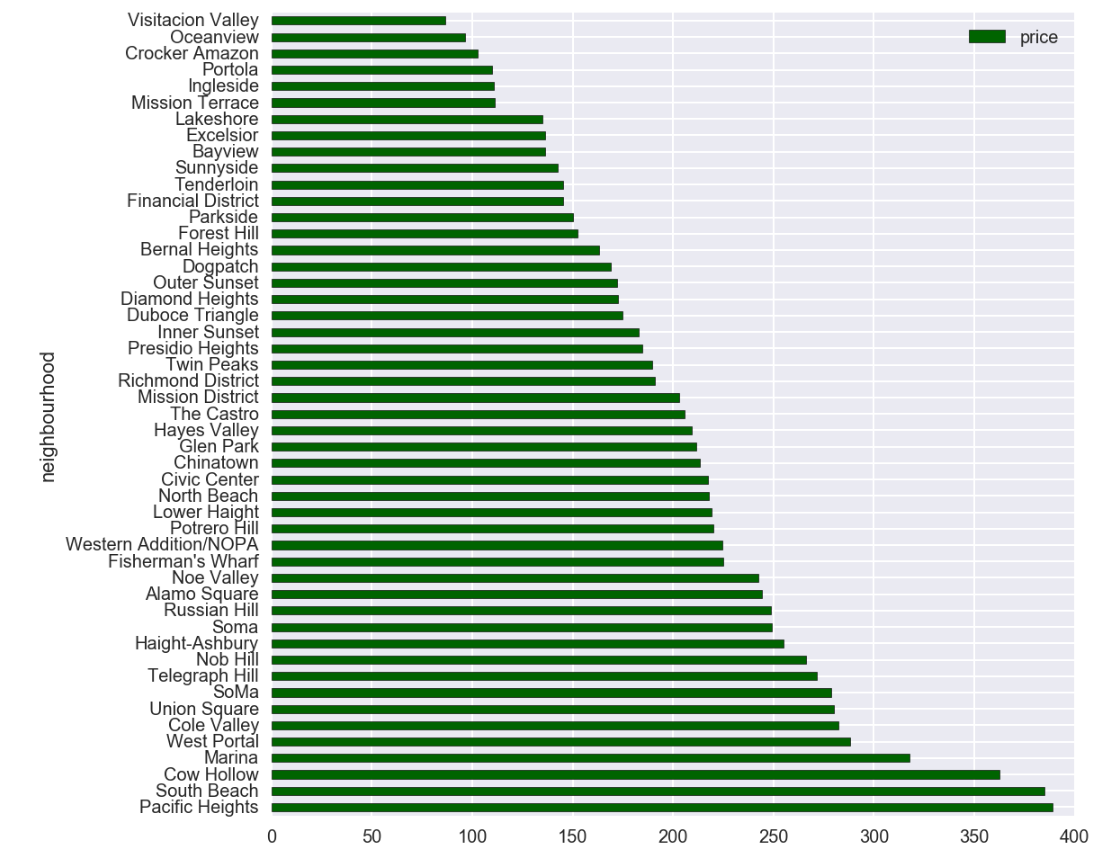 Visitacion Valley
Oceanview
Crocker Amazon
Portola
Ingleside
Mission Terrace
Lakeshore
Excelsior
Bayview
Sunnyside
Tenderloin
Financial District
Parkside
Forest Hill
Bernal Heights
Dogpatch
Outer Sunset
Diamond Heights
Duboce Triangle
Inner Sunset
Presidio Heights
Twin Peaks
Richmond District
Mission District
The Castro
Hayes Valley
Glen Park
Chinatown
Civic Center
North Beach
Lower Haight
Potrero Hill
Western Addition/NOPA
Fisherman's Wharf
Noe Valley
Alamo Square
Russian Hill
Soma
Haight-Ashbury
Nob Hill
Telegraph Hill
SoMa
Union Square
Cole Valley
West Portal
Marina
Cow Hollow
South Beach
Pacific Heights
neighbourhood
price
0 50 100 150 200 250 300 350 400